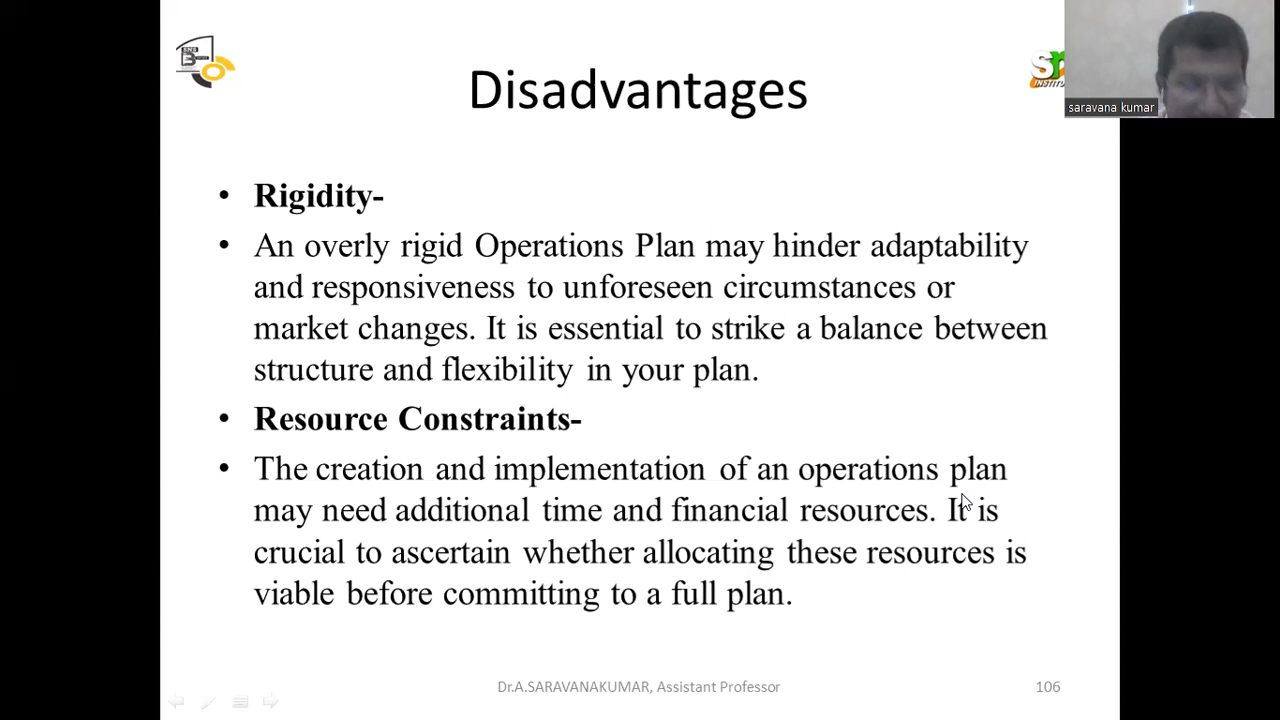 Disadvantages
saravana kumar
• Rigidity-
• An overly rigid Operations Plan may hinder adaptability
and responsiveness to unforeseen circumstances or
market changes. It is essential to strike a balance between
structure and flexibility in your plan.
• Resource Constraints-
• The creation and implementation of an operations plan
may need additional time and financial resources. It is
crucial to ascertain whether allocating these resources is
viable before committing to a full plan.
Dr.A.SARAVANAKUMAR, Assistant Professor
106